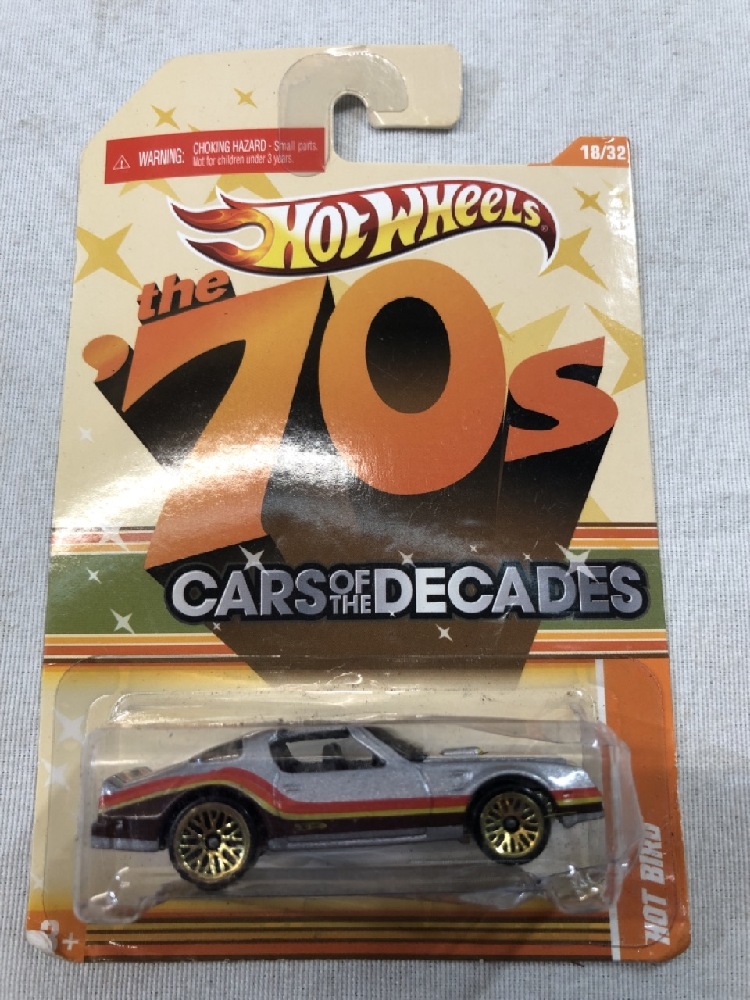 WARNING: CHOKING HAZARD - Small parts.
Not for children under 3 years.
18/32
HOT WHEELS
the
'70s
CARS OF THE DECADES
HOT BIRD
3+